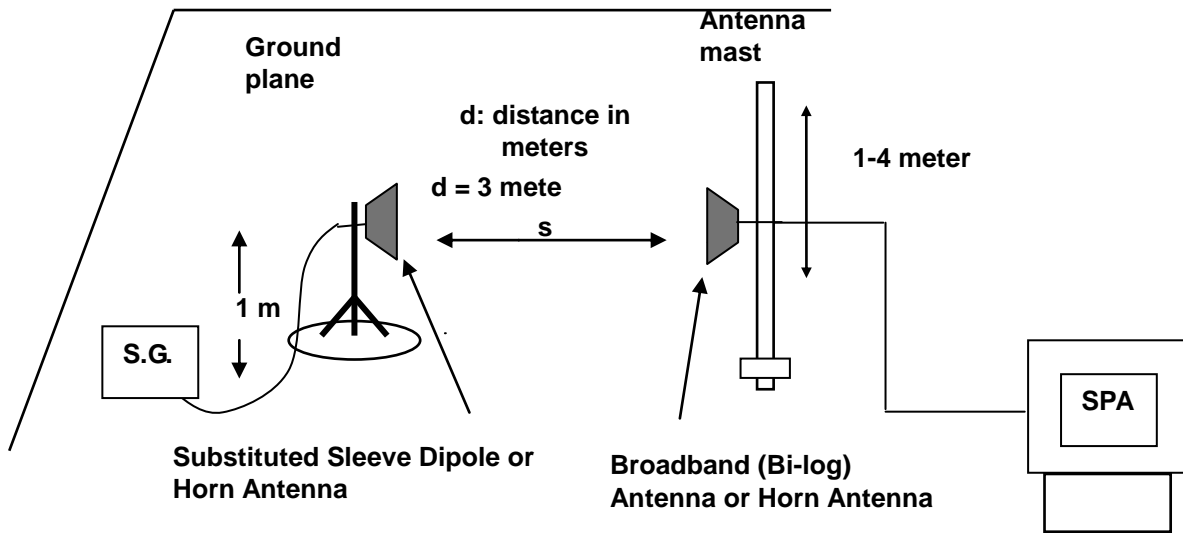 Antenna
mast
Ground
plane
d: distance in
meters
1-4 meter
d = 3 mete
s
1 m
S.G.
SPA
Substituted Sleeve Dipole or
Horn Antenna
Broadband (Bi-log)
Antenna or Horn Antenna